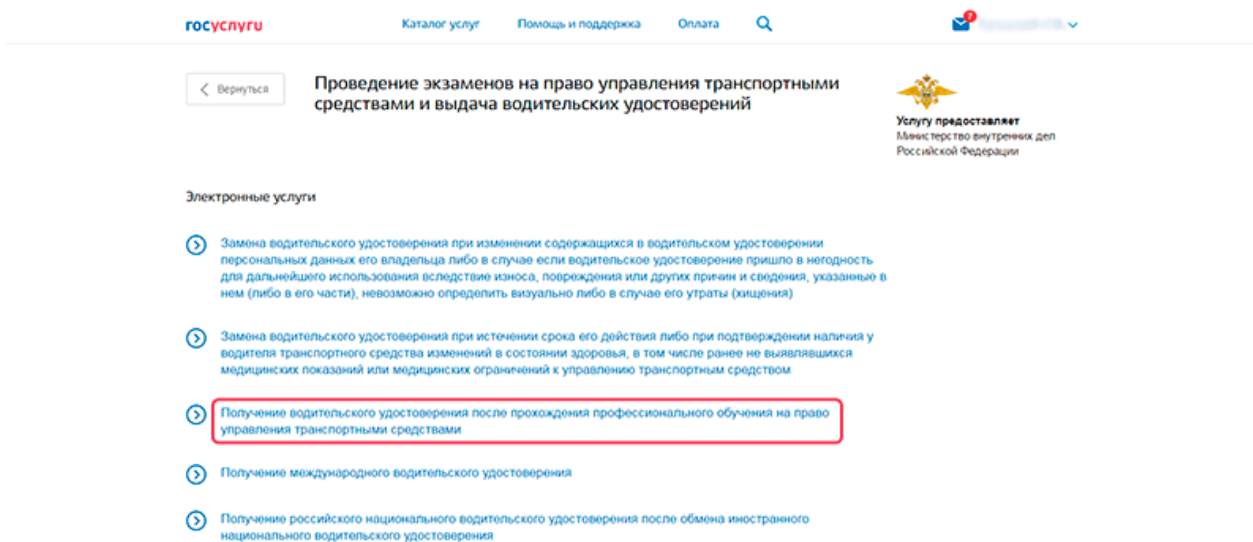 госуслуги
Каталог услуг
Помощь и поддержка
Оплата
7
Вернуться
Проведение экзаменов на право управления транспортными
средствами и выдача водительских удостоверений
Услугу предоставляет
Министерство внутренних дел
Российской Федерации
Электронные услуги
Замена водительского удостоверения при изменении содержащихся в водительском удостоверении
персональных данных его владельца либо в случае если водительское удостоверение пришло в негодность
для дальнейшего использования вследствие износа, повреждения или других причин и сведения, указанные в
нем (либо в его части), невозможно определить визуально либо в случае его утраты (хищения)
Замена водительского удостоверения при истечении срока его действия либо при подтверждении наличия у
водителя транспортного средства изменений в состоянии здоровья, в том числе ранее не выявлявшихся
медицинских показаний или медицинских ограничений к управлению транспортным средством
Получение водительского удостоверения после прохождения профессионального обучения на право
управления транспортными средствами
Получение международного водительского удостоверения
Получение российского национального водительского удостоверения после обмена иностранного
национального водительского удостоверения